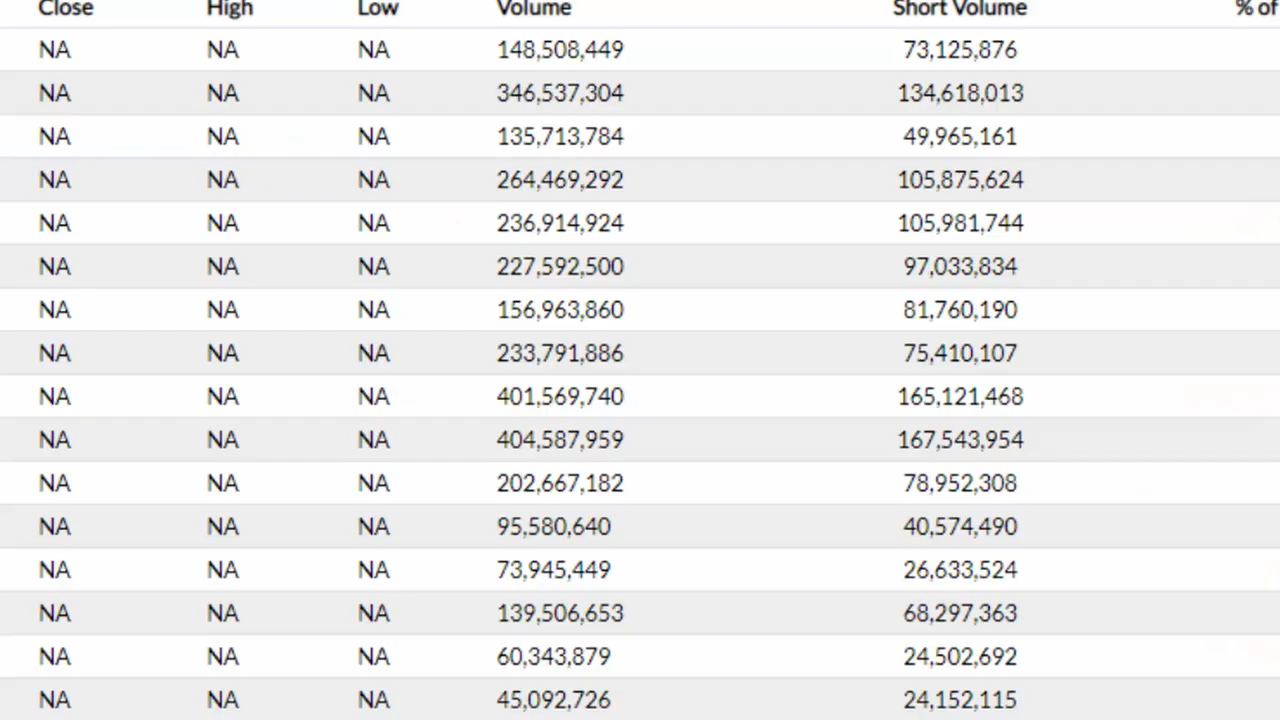 Close High Low Volume Short Volume % of
NA NA NA 148,508,449 73,125,876
NA NA NA 346,537,304 134,618,013
NA NA NA 135,713,784 49,965,161
NA NA NA 264,469,292 105,875,624
NA NA NA 236,914,924 105,981,744
NA NA NA 227,592,500 97,033,834
NA NA NA 156,963,860 81,760,190
NA NA NA 233,791,886 75,410,107
NA NA NA 401,569,740 165,121,468
NA NA NA 404,587,959 167,543,954
NA NA NA 202,667,182 78,952,308
NA NA NA 95,580,640 40,574,490
NA NA NA 73,945,449 26,633,524
NA NA NA 139,506,653 68,297,363
NA NA NA 60,343,879 24,502,692
NA NA NA 45,092,726 24,152,115